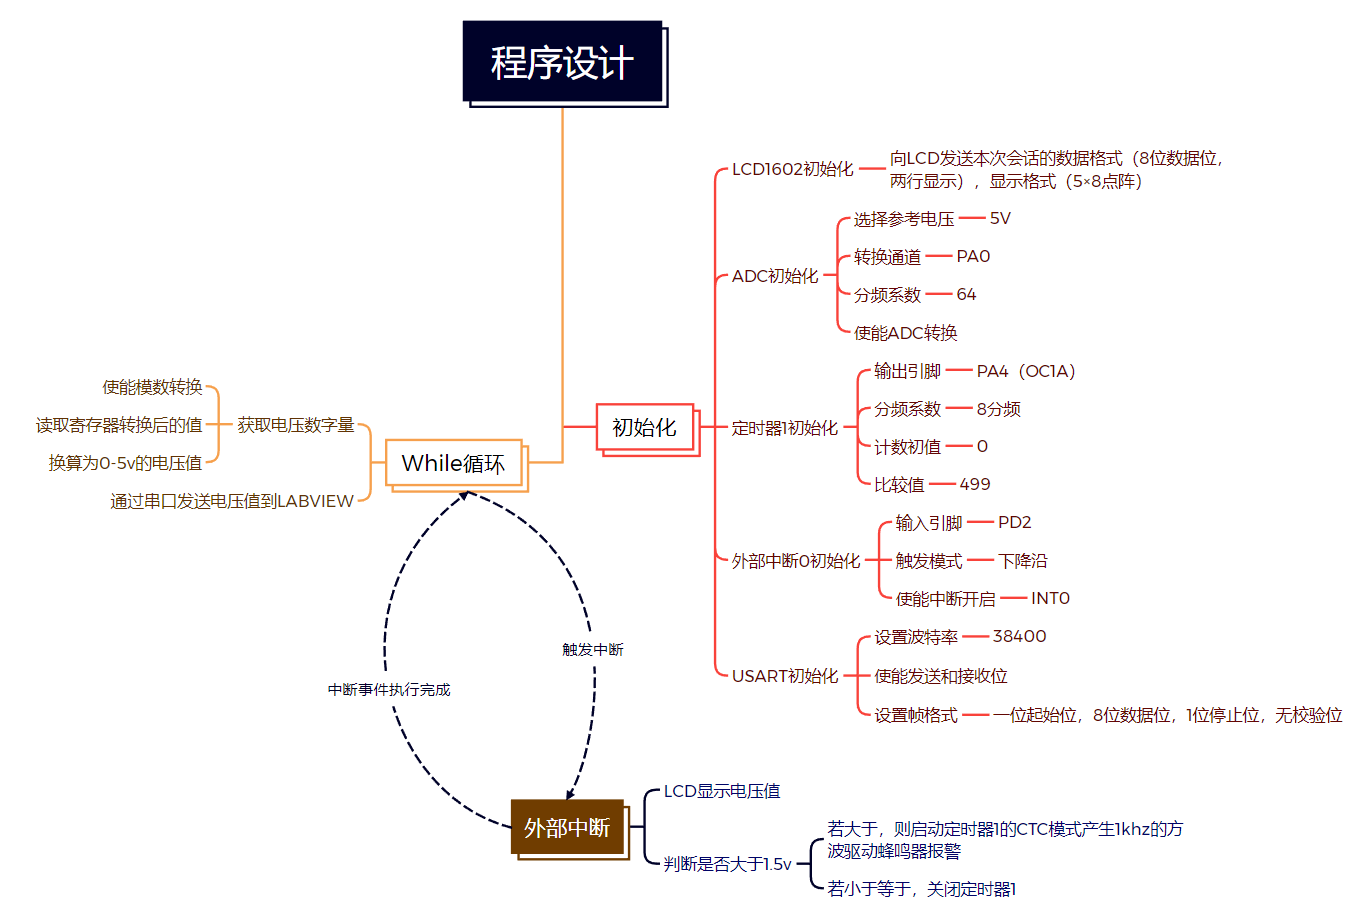 程序设计
初始化
LCD1602初始化
向LCD发送本次会话的数据格式（8位数据位，
两行显示），显示格式（5×8点阵）
ADC初始化
选择参考电压
5V
转换通道
PA0
分频系数
64
使能ADC转换
定时器1初始化
输出引脚
PA4（OC1A）
分频系数
8分频
计数初值
0
比较值
499
外部中断0初始化
输入引脚
PD2
触发模式
下降沿
使能中断开启
INT0
USART初始化
设置波特率
38400
使能发送和接收位
设置帧格式
一位起始位，8位数据位，1位停止位，无校验位
While循环
获取电压数字量
使能模数转换
读取寄存器转换后的值
换算为0-5v的电压值
通过串口发送电压值到LABVIEW
触发中断
中断事件执行完成
外部中断
LCD显示电压值
判断是否大于1.5v
若大于，则启动定时器1的CTC模式产生1khz的方
波驱动蜂鸣器报警
若小于等于，关闭定时器1